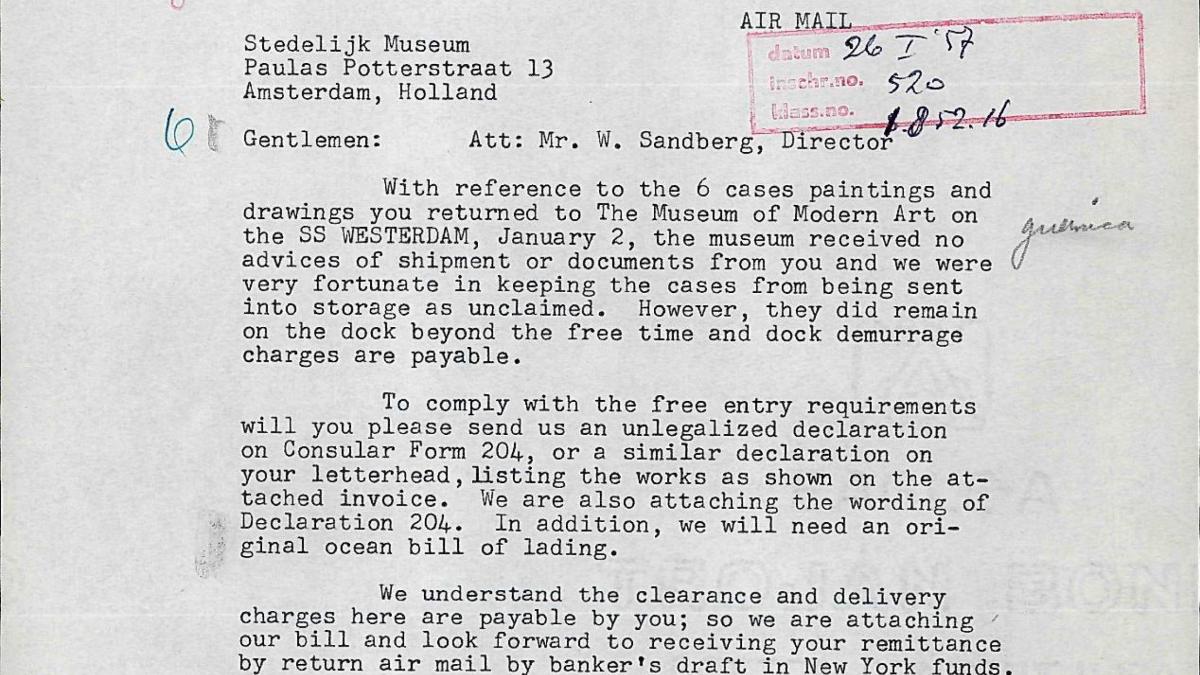 AIR MAIL
Stedelijk Museum
Paulas Potterstraat 13
Amsterdam, Holland
datum 26 I '57
inschr.no. 520
klass.no. 1.852.16
6
Gentlemen: Att: Mr. W. Sandberg, Director
With reference to the 6 cases paintings and
drawings you returned to The Museum of Modern Art on
the SS WESTERDAM, January 2, the museum received no
advices of shipment or documents from you and we were
very fortunate in keeping the cases from being sent
into storage as unclaimed. However, they did remain
on the dock beyond the free time and dock demurrage
charges are payable.
guernica
To comply with the free entry requirements
will you please send us an unlegalized declaration
on Consular Form 204, or a similar declaration on
your letterhead, listing the works as shown on the at-
tached invoice. We are also attaching the wording of
Declaration 204. In addition, we will need an ori-
ginal ocean bill of lading.
We understand the clearance and delivery
charges here are payable by you; so we are attaching
our bill and look forward to receiving your remittance
by return air mail by banker's draft in New York funds.